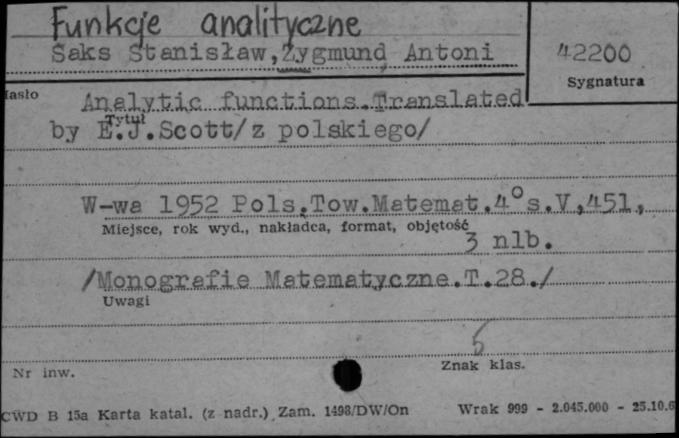 Funkcje analityczne
Saks Stanisław, Zygmund Antoni
42200
Sygnatura
Hasło
Analytic functions. Translated
Tytuł
by E.J. Scott/z polskiego/
W-wa 1952 Pols. Tow. Matemat. 4° s. V, 451,
Miejsce, rok wyd., nakładca, format, objętość
3 nlb.
/Monografie Matematyczne. T. 28./
Uwagi
5
Nr inw.
Znak klas.
CWD B 15a Karta katal. (z nadr.) Zam. 1498/DW/On
Wrak 999 - 2.045.000 - 25.10.6